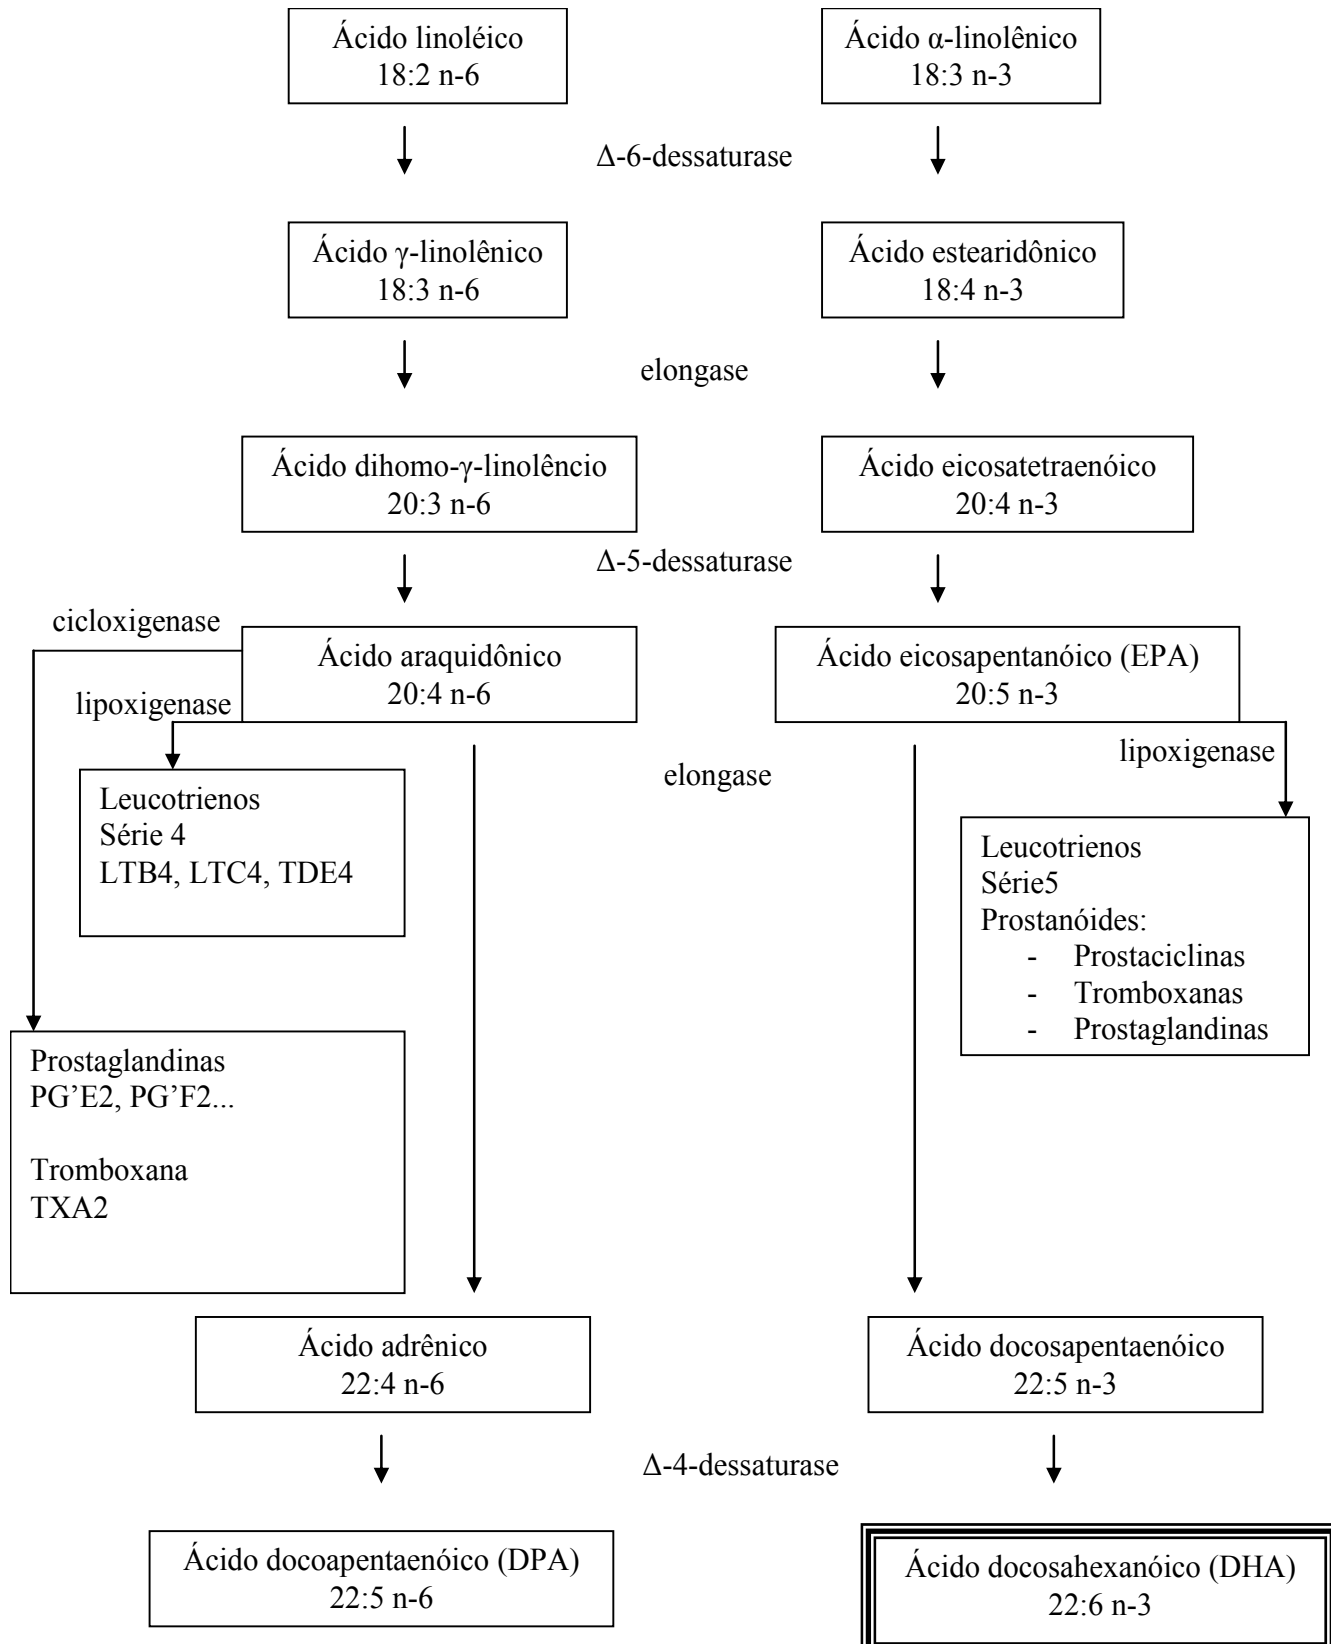 Ácido linoléico
18:2 n-6
Ácido α-linolênico
18:3 n-3
Δ-6-dessaturase
Ácido γ-linolênico
18:3 n-6
Ácido estearidônico
18:4 n-3
elongase
Ácido dihomo-γ-linolêncio
20:3 n-6
Ácido eicosatetraenóico
20:4 n-3
Δ-5-dessaturase
cicloxigenase
Ácido araquidônico
20:4 n-6
Ácido eicosapentanóico (EPA)
20:5 n-3
lipoxigenase
lipoxigenase
elongase
Leucotrienos
Série 4
LTB4, LTC4, TDE4
Leucotrienos
Série5
Prostanóides:
- Prostaciclinas
- Tromboxanas
- Prostaglandinas
Prostaglandinas
PG’E2, PG’F2...
Tromboxana
TXA2
Ácido adrênico
22:4 n-6
Ácido docosapentaenóico
22:5 n-3
Δ-4-dessaturase
Ácido docoapentaenóico (DPA)
22:5 n-6
Ácido docosahexanóico (DHA)
22:6 n-3